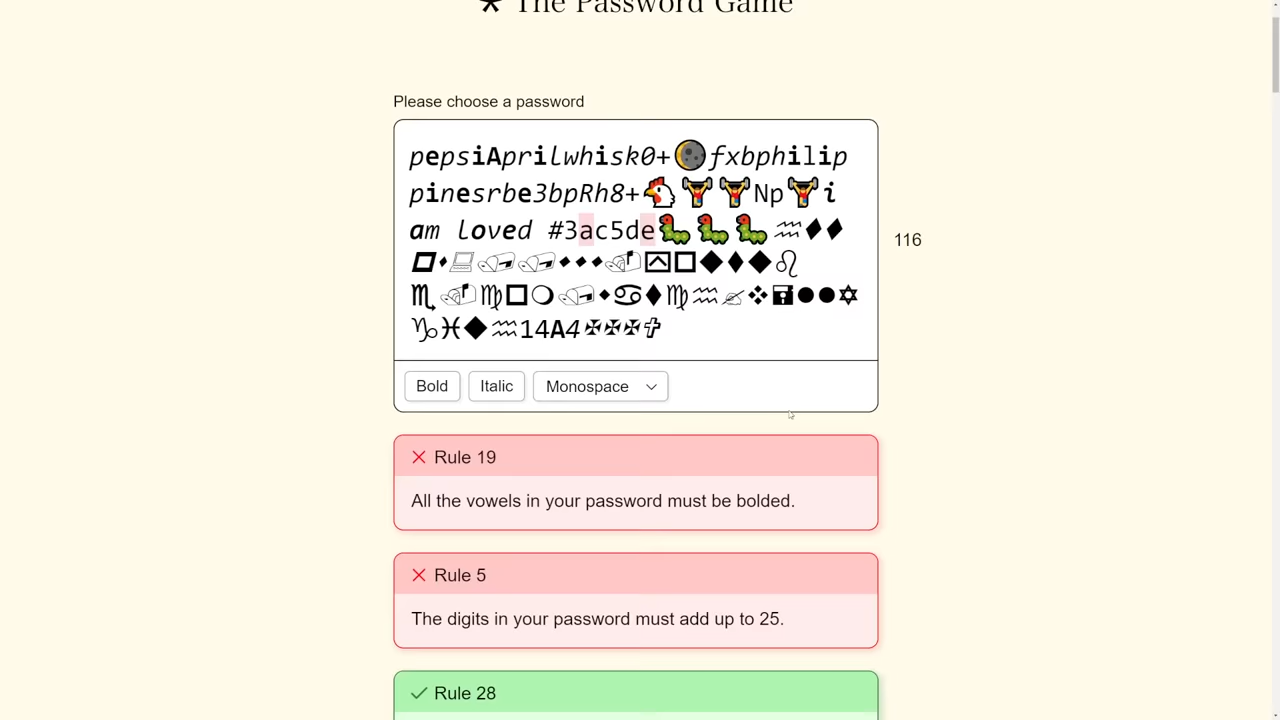 ★ The Password Game
Please choose a password
pepsiAprilwhisk0+🌘fxbphilip
pinesrbe3bpRh8+🐔🏋️🏋️Np🏋️i
am loved #3ac5de🐛🐛🐛♒♦♦
116
14A4✠✠✠✞
Bold
Italic
Monospace
Rule 19
All the vowels in your password must be bolded.
Rule 5
The digits in your password must add up to 25.
Rule 28